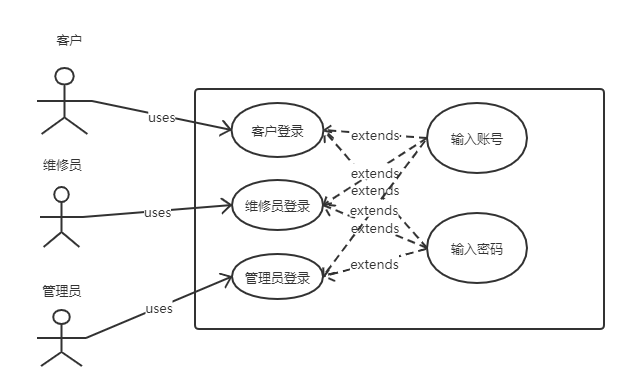 客户
uses
客户登录
extends
输入账号
维修员
extends
extends
uses
维修员登录
extends
extends
输入密码
管理员
管理员登录
extends
uses